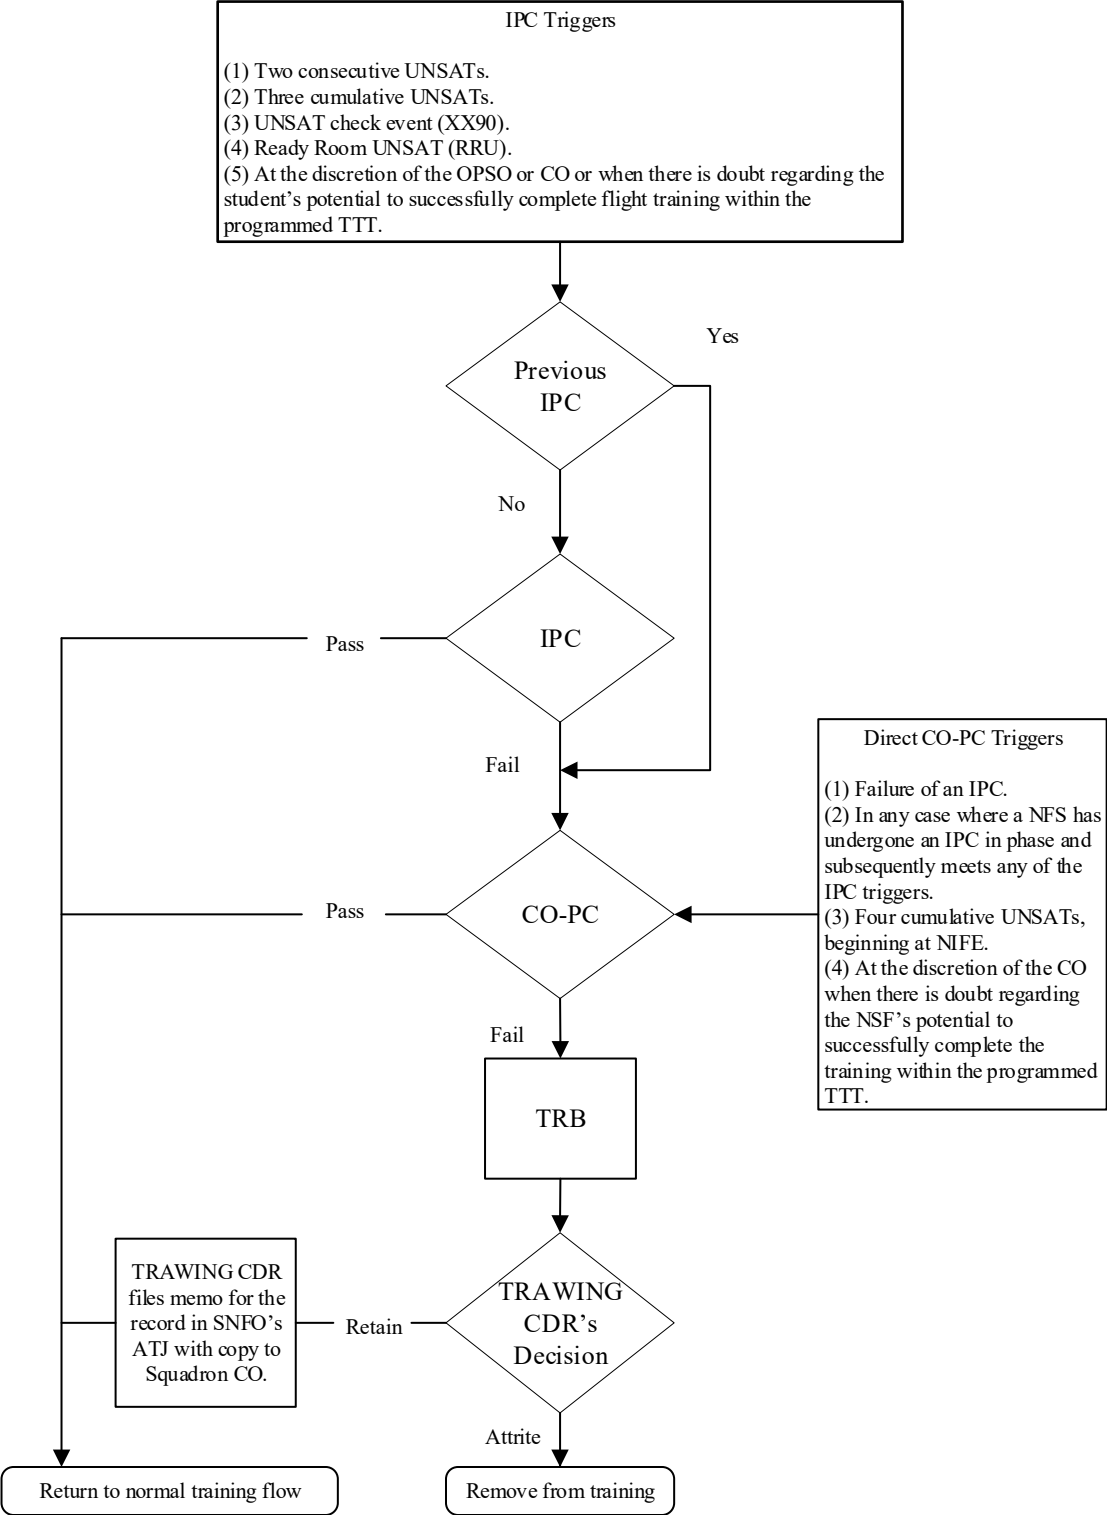 IPC Triggers
(1) Two consecutive UNSATs.
(2) Three cumulative UNSATs.
(3) UNSAT check event (XX90).
(4) Ready Room UNSAT (RRU).
(5) At the discretion of the OPSO or CO or when there is doubt regarding the
student’s potential to successfully complete flight training within the
programmed TTT.
Yes
Previous
IPC
No
IPC
Pass
Fail
Direct CO-PC Triggers
(1) Failure of an IPC.
(2) In any case where a NFS has
undergone an IPC in phase and
subsequently meets any of the
IPC triggers.
(3) Four cumulative UNSATs,
beginning at NIFE.
(4) At the discretion of the CO
when there is doubt regarding
the NSF’s potential to
successfully complete the
training within the programmed
TTT.
CO-PC
Pass
Fail
TRB
TRAWING CDR
files memo for the
record in SNFO’s
ATJ with copy to
Squadron CO.
Retain
TRAWING
CDR’s
Decision
Attrite
Return to normal training flow
Remove from training